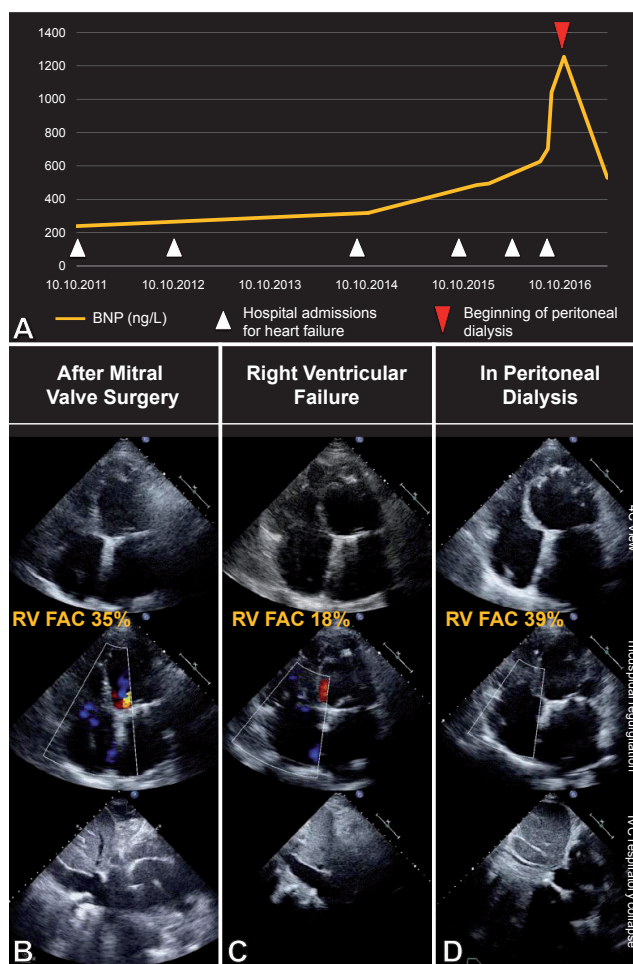 1400
1200
1000
800
600
400
200
0
10.10.2011 10.10.2012 10.10.2013 10.10.2014 10.10.2015 10.10.2016
A
BNP (ng/L)
Hospital admissions
for heart failure
Beginning of peritoneal
dialysis
After Mitral
Valve Surgery
Right Ventricular
Failure
In Peritoneal
Dialysis
4C view
RV FAC 35%
RV FAC 18%
RV FAC 39%
Tricuspidal regurgitation
IVC respiratory collapse
B
C
D